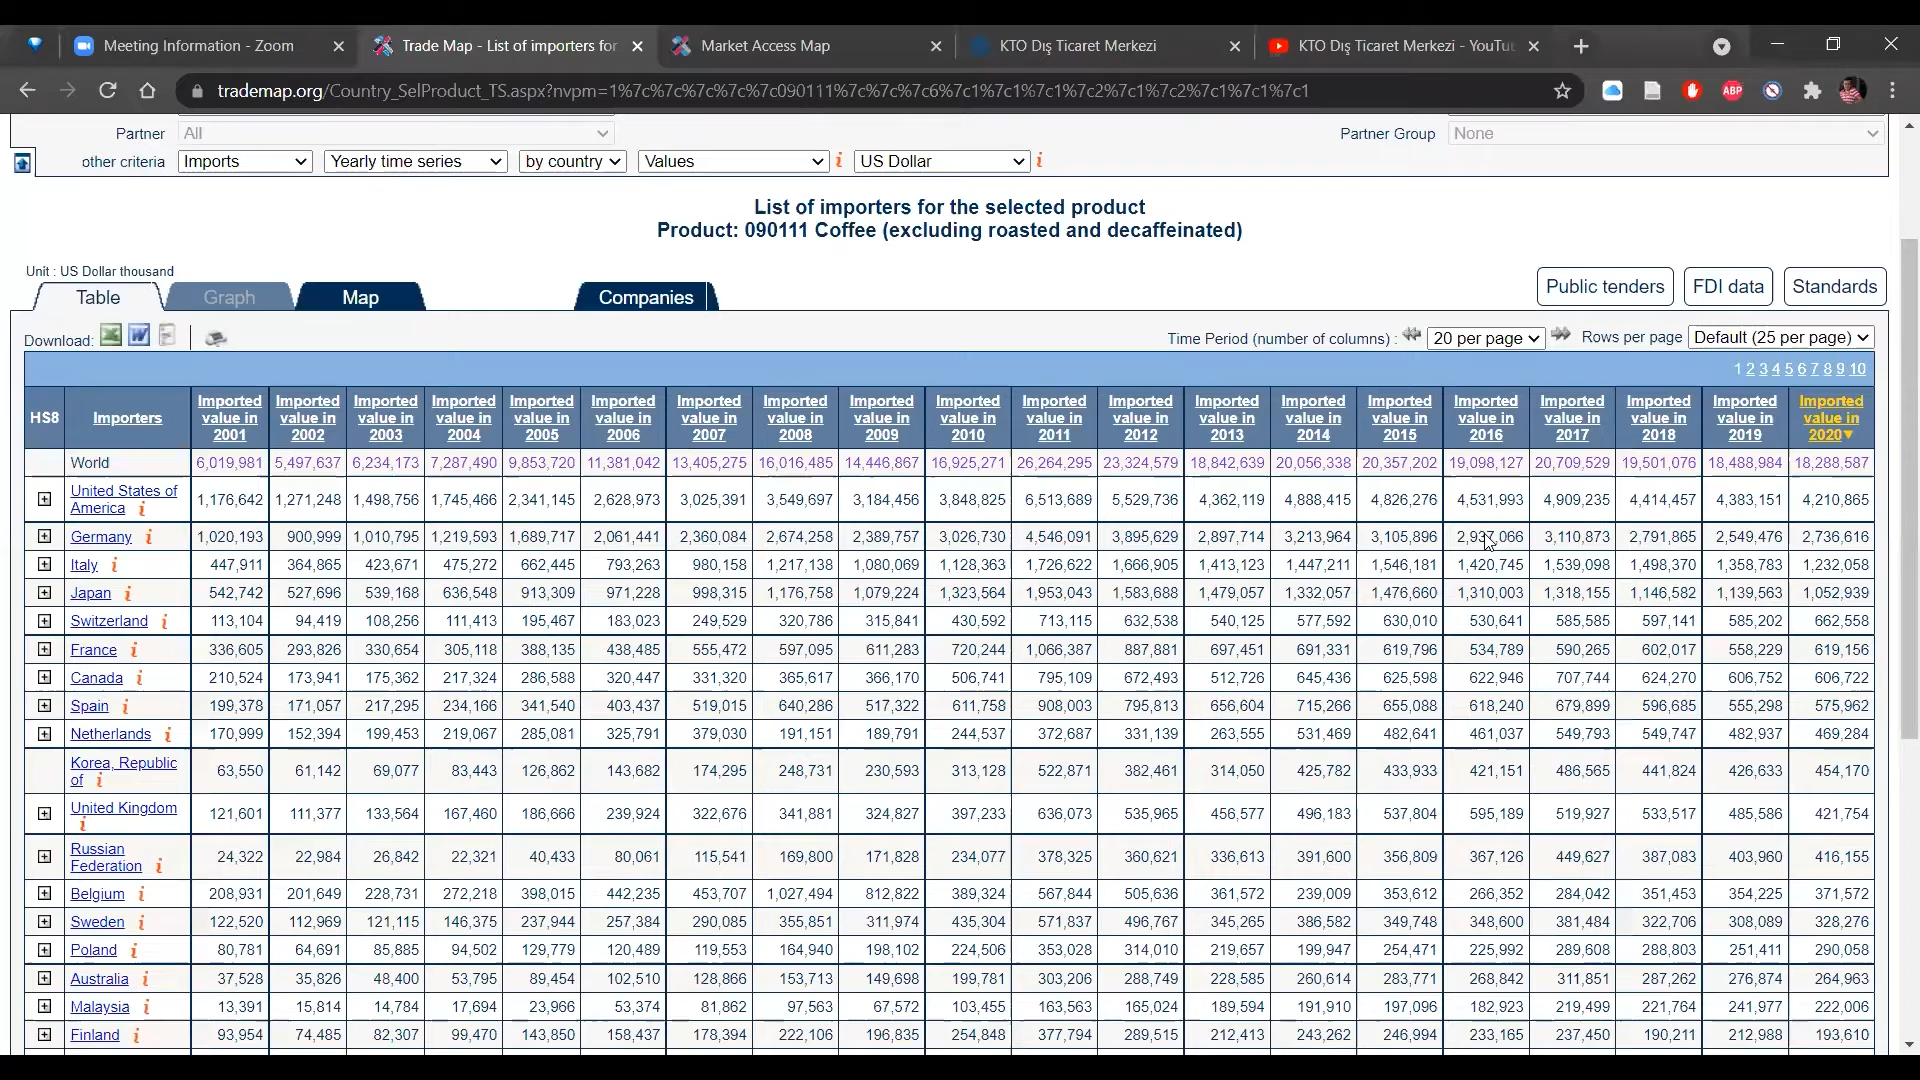 Meeting Information - Zoom
Trade Map - List of importers for
Market Access Map
KTO Dış Ticaret Merkezi
KTO Dış Ticaret Merkezi - YouTu
trademap.org/Country_SelProduct_TS.aspx?nvpm=1%7c%7c%7c%7c%7c090111%7c%7c%7c6%7c1%7c1%7c1%7c2%7c1%7c2%7c1%7c1%7c1%7c1
ABP
Partner All Partner Group None
other criteria Imports Yearly time series by country Values i US Dollar i
List of importers for the selected product
Product: 090111 Coffee (excluding roasted and decaffeinated)
Unit : US Dollar thousand
Table Graph Map Companies Public tenders FDI data Standards
Download: Time Period (number of columns) : 20 per page Rows per page Default (25 per page)
1 2 3 4 5 6 7 8 9 10
HS8 Importers Imported value in 2001 Imported value in 2002 Imported value in 2003 Imported value in 2004 Imported value in 2005 Imported value in 2006 Imported value in 2007 Imported value in 2008 Imported value in 2009 Imported value in 2010 Imported value in 2011 Imported value in 2012 Imported value in 2013 Imported value in 2014 Imported value in 2015 Imported value in 2016 Imported value in 2017 Imported value in 2018 Imported value in 2019 Imported value in 2020▼
World 6,019,981 5,497,637 6,234,173 7,287,490 9,853,720 11,381,042 13,405,275 16,016,485 14,446,867 16,925,271 26,264,295 23,324,579 18,842,639 20,056,338 20,357,202 19,098,127 20,709,529 19,501,076 18,488,984 18,288,587
United States of America i 1,176,642 1,271,248 1,498,756 1,745,466 2,341,145 2,628,973 3,025,391 3,549,697 3,184,456 3,848,825 6,513,689 5,529,736 4,362,119 4,888,415 4,826,276 4,531,993 4,909,235 4,414,457 4,383,151 4,210,865
Germany i 1,020,193 900,999 1,010,795 1,219,593 1,689,717 2,061,441 2,360,084 2,674,258 2,389,757 3,026,730 4,546,091 3,895,629 2,897,714 3,213,964 3,105,896 2,937,066 3,110,873 2,791,865 2,549,476 2,736,616
Italy i 447,911 364,865 423,671 475,272 662,445 793,263 980,158 1,217,138 1,080,069 1,128,363 1,726,622 1,666,905 1,413,123 1,447,211 1,546,181 1,420,745 1,539,098 1,498,370 1,358,783 1,232,058
Japan i 542,742 527,696 539,168 636,548 913,309 971,228 998,315 1,176,758 1,079,224 1,323,564 1,953,043 1,583,688 1,479,057 1,332,057 1,476,660 1,310,003 1,318,155 1,146,582 1,139,563 1,052,939
Switzerland i 113,104 94,419 108,256 111,413 195,467 183,023 249,529 320,786 315,841 430,592 713,115 632,538 540,125 577,592 630,010 530,641 585,585 597,141 585,202 662,558
France i 336,605 293,826 330,654 305,118 388,135 438,485 555,472 597,095 611,283 720,244 1,066,387 887,881 697,451 691,331 619,796 534,789 590,265 602,017 558,229 619,156
Canada i 210,524 173,941 175,362 217,324 286,588 320,447 331,320 365,617 366,170 506,741 795,109 672,493 512,726 645,436 625,598 622,946 707,744 624,270 606,752 606,722
Spain i 199,378 171,057 217,295 234,166 341,540 403,437 519,015 640,286 517,322 611,758 908,003 795,813 656,604 715,266 655,088 618,240 679,899 596,685 555,298 575,962
Netherlands i 170,999 152,394 199,453 219,067 285,081 325,791 379,030 191,151 189,791 244,537 372,687 331,139 263,555 531,469 482,641 461,037 549,793 549,747 482,937 469,284
Korea, Republic of i 63,550 61,142 69,077 83,443 126,862 143,682 174,295 248,731 230,593 313,128 522,871 382,461 314,050 425,782 433,933 421,151 486,565 441,824 426,633 454,170
United Kingdom i 121,601 111,377 133,564 167,460 186,666 239,924 322,676 341,881 324,827 397,233 636,073 535,965 456,577 496,183 537,804 595,189 519,927 533,517 485,586 421,754
Russian Federation i 24,322 22,984 26,842 22,321 40,433 80,061 115,541 169,800 171,828 234,077 378,325 360,621 336,613 391,600 356,809 367,126 449,627 387,083 403,960 416,155
Belgium i 208,931 201,649 228,731 272,218 398,015 442,235 453,707 1,027,494 812,822 389,324 567,844 505,636 361,572 239,009 353,612 266,352 284,042 351,453 354,225 371,572
Sweden i 122,520 112,969 121,115 146,375 237,944 257,384 290,085 355,851 311,974 435,304 571,837 496,767 345,265 386,582 349,748 348,600 381,484 322,706 308,089 328,276
Poland i 80,781 64,691 85,885 94,502 129,779 120,489 119,553 164,940 198,102 224,506 353,028 314,010 219,657 199,947 254,471 225,992 289,608 288,803 251,411 290,058
Australia i 37,528 35,826 48,400 53,795 89,454 102,510 128,866 153,713 149,698 199,781 303,206 288,749 228,585 260,614 283,771 268,842 311,851 287,262 276,874 264,963
Malaysia i 13,391 15,814 14,784 17,694 23,966 53,374 81,862 97,563 67,572 103,455 163,563 165,024 189,594 191,910 197,096 182,923 219,499 221,764 241,977 222,006
Finland i 93,954 74,485 82,307 99,470 143,850 158,437 178,394 222,106 196,835 254,848 377,794 289,515 212,413 243,262 246,994 233,165 237,450 190,211 212,988 193,610